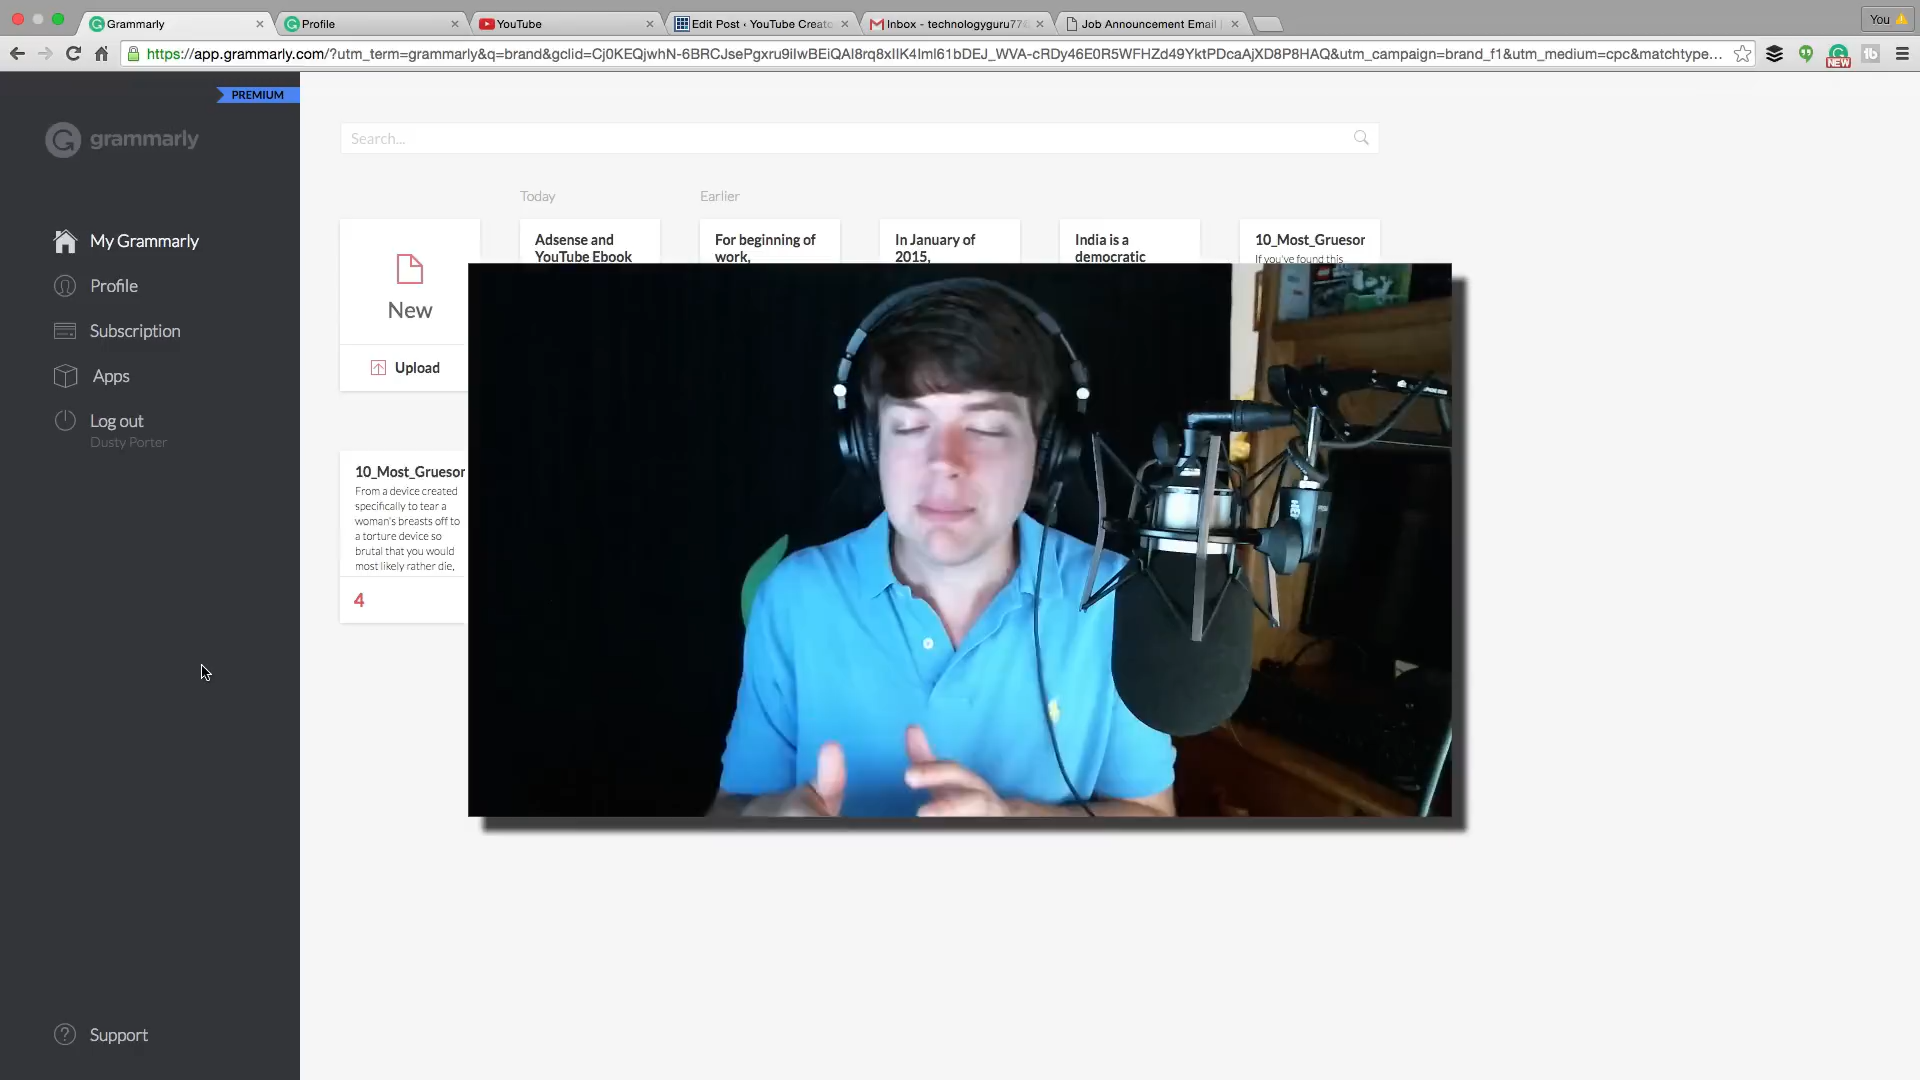 Grammarly
Profile
YouTube
Edit Post ‹ YouTube Creato
Inbox - technologyguru77@
Job Announcement Email |
You
https://app.grammarly.com/?utm_term=grammarly&q=brand&gclid=Cj0KEQjwhN-6BRCJsePgxru9iIwBEiQAI8rq8xIIK4Iml61bDEJ_WVA-cRDy46E0R5WFHZd49YktPDcaAjXD8P8HAQ&utm_campaign=brand_f1&utm_medium=cpc&matchtype...
NEW
PREMIUM
grammarly
My Grammarly
Profile
Subscription
Apps
Log out
Dusty Porter
Support
Search...
Today
Earlier
New
Upload
Adsense and
YouTube Ebook
For beginning of
work,
In January of
2015,
India is a
democratic
10_Most_Gruesor
If you've found this
10_Most_Gruesor
From a device created
specifically to tear a
woman's breasts off to
a torture device so
brutal that you would
most likely rather die,
4